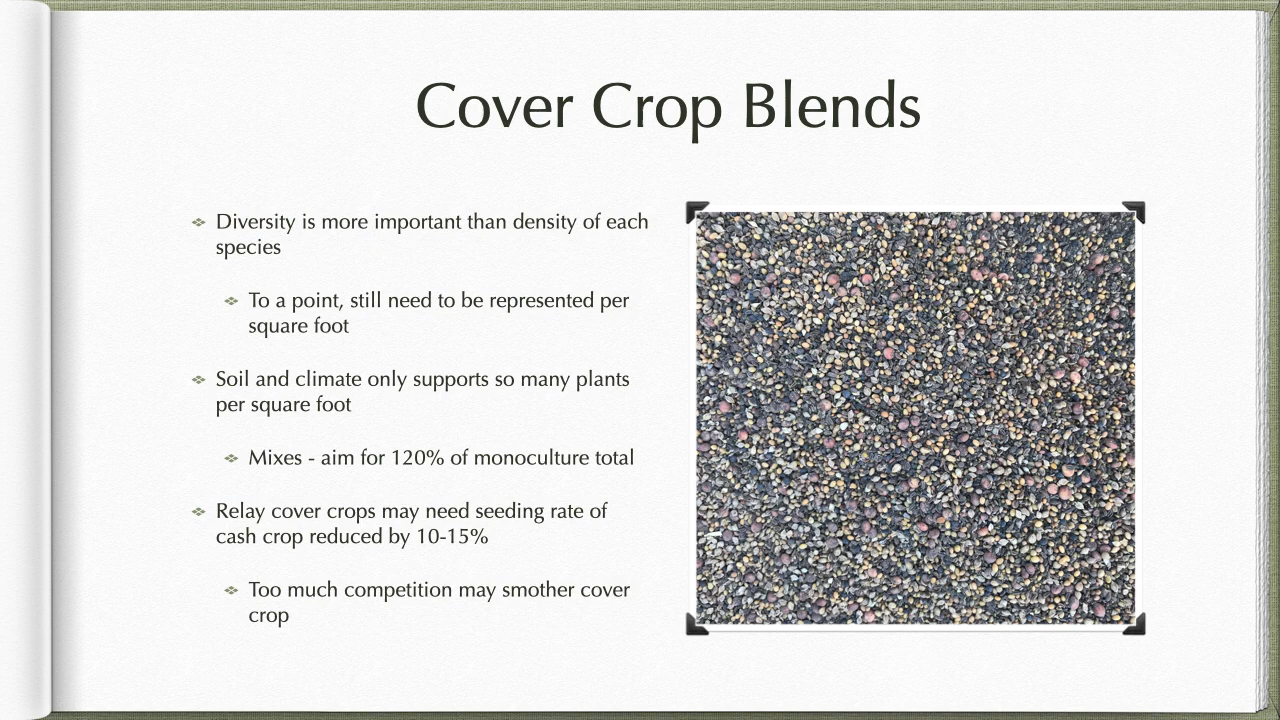 Cover Crop Blends
Diversity is more important than density of each
species
To a point, still need to be represented per
square foot
Soil and climate only supports so many plants
per square foot
Mixes - aim for 120% of monoculture total
Relay cover crops may need seeding rate of
cash crop reduced by 10-15%
Too much competition may smother cover
crop